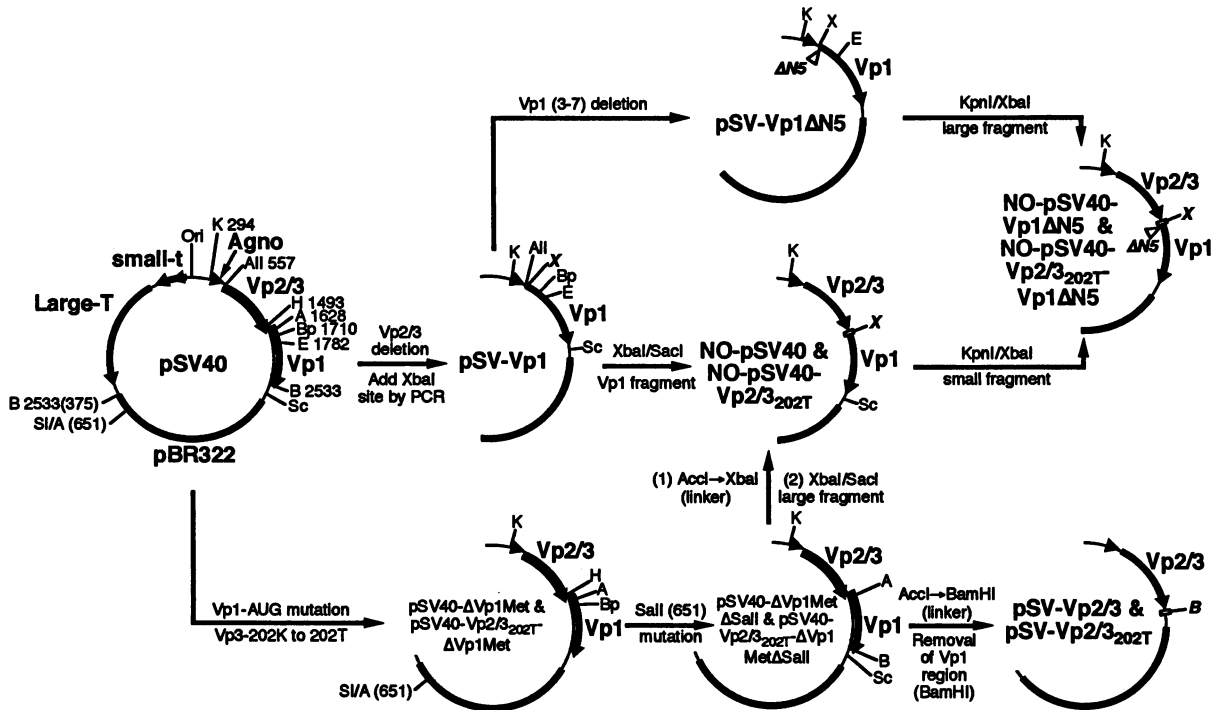 K
X
E
ΔN5
Vp1
Vp1 (3-7) deletion
pSV-Vp1ΔN5
KpnI/XbaI
large fragment
K
Vp2/3
NO-pSV40-
Vp1ΔN5 &
NO-pSV40-
Vp2/3202T-
Vp1ΔN5
X
ΔN5
Vp1
Ori
K 294
Agno
small-t
AII 557
Vp2/3
Large-T
H 1493
A 1628
Bp 1710
E 1782
pSV40
Vp1
B 2533
Sc
B 2533(375)
SI/A (651)
pBR322
Vp2/3
deletion
Add XbaI
site by PCR
K
AII
X
Bp
E
Vp1
pSV-Vp1
Sc
XbaI/SacI
Vp1 fragment
K
Vp2/3
X
NO-pSV40 &
NO-pSV40-
Vp2/3202T
Vp1
Sc
KpnI/XbaI
small fragment
(1) AccI→XbaI
(linker)
(2) XbaI/SacI
large fragment
Vp1-AUG mutation
Vp3-202K to 202T
K
Vp2/3
H
A
Bp
pSV40-ΔVp1Met &
pSV40-Vp2/3202T-
ΔVp1Met
Vp1
SI/A (651)
SalI (651)
mutation
K
Vp2/3
A
pSV40-ΔVp1Met
ΔSalI & pSV40-
Vp2/3202T-ΔVp1
MetΔSalI
Vp1
B
Sc
AccI→BamHI
(linker)
Removal
of Vp1
region
(BamHI)
Vp2/3
B
pSV-Vp2/3 &
pSV-Vp2/3202T